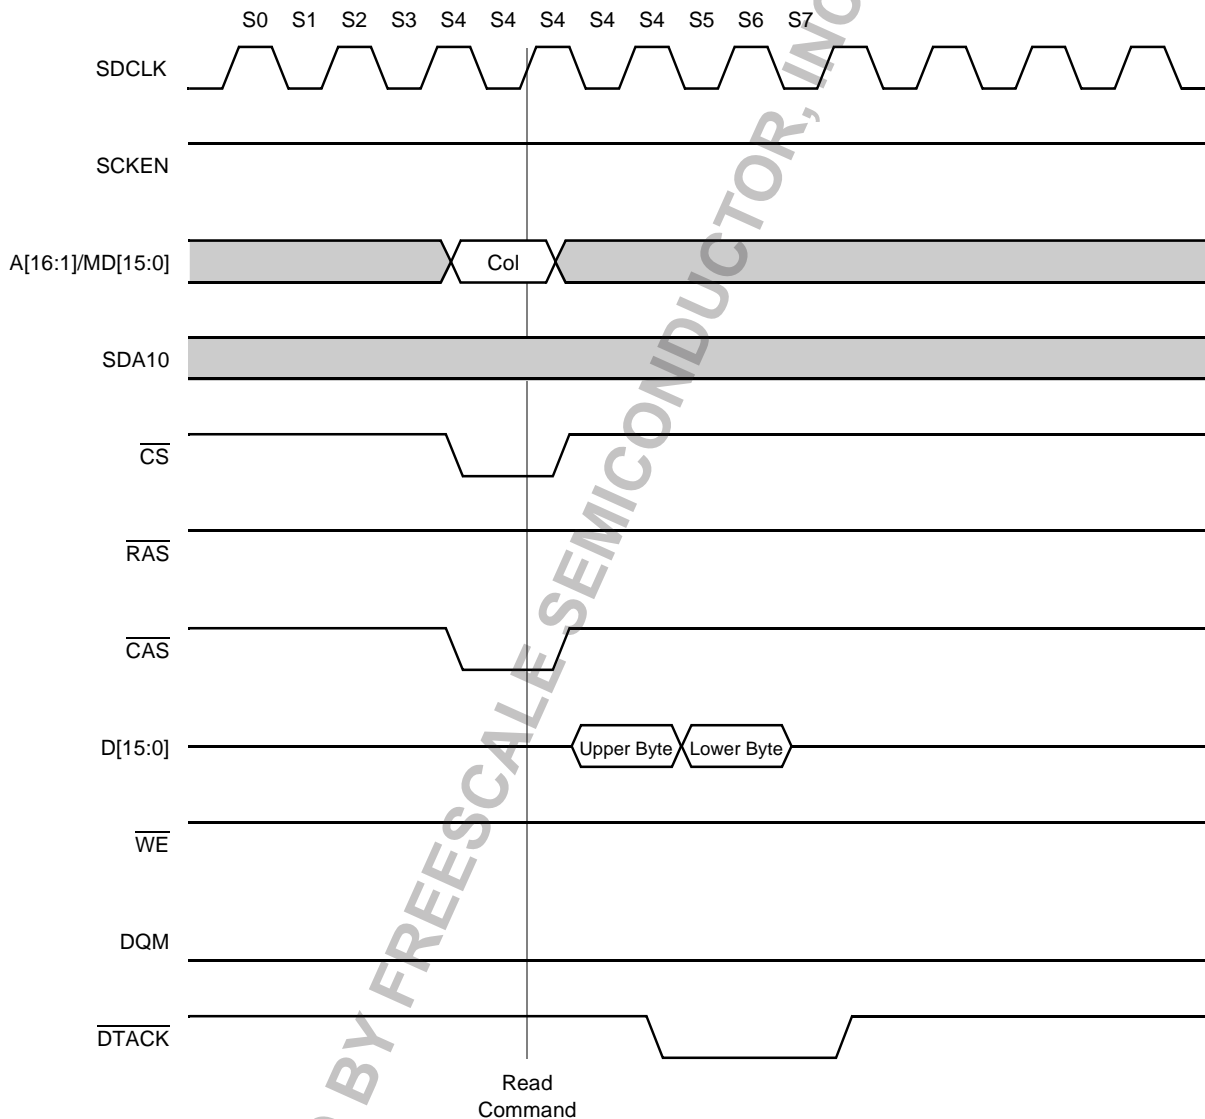 S0 S1 S2 S3 S4 S4 S4 S4 S4 S5 S6 S7
SDCLK
SCKEN
A[16:1]/MD[15:0]
Col
SDA10
CS
RAS
CAS
D[15:0]
Upper Byte
Lower Byte
WE
DQM
DTACK
Read
Command
BY FREESCALE SEMICONDUCTOR, INC